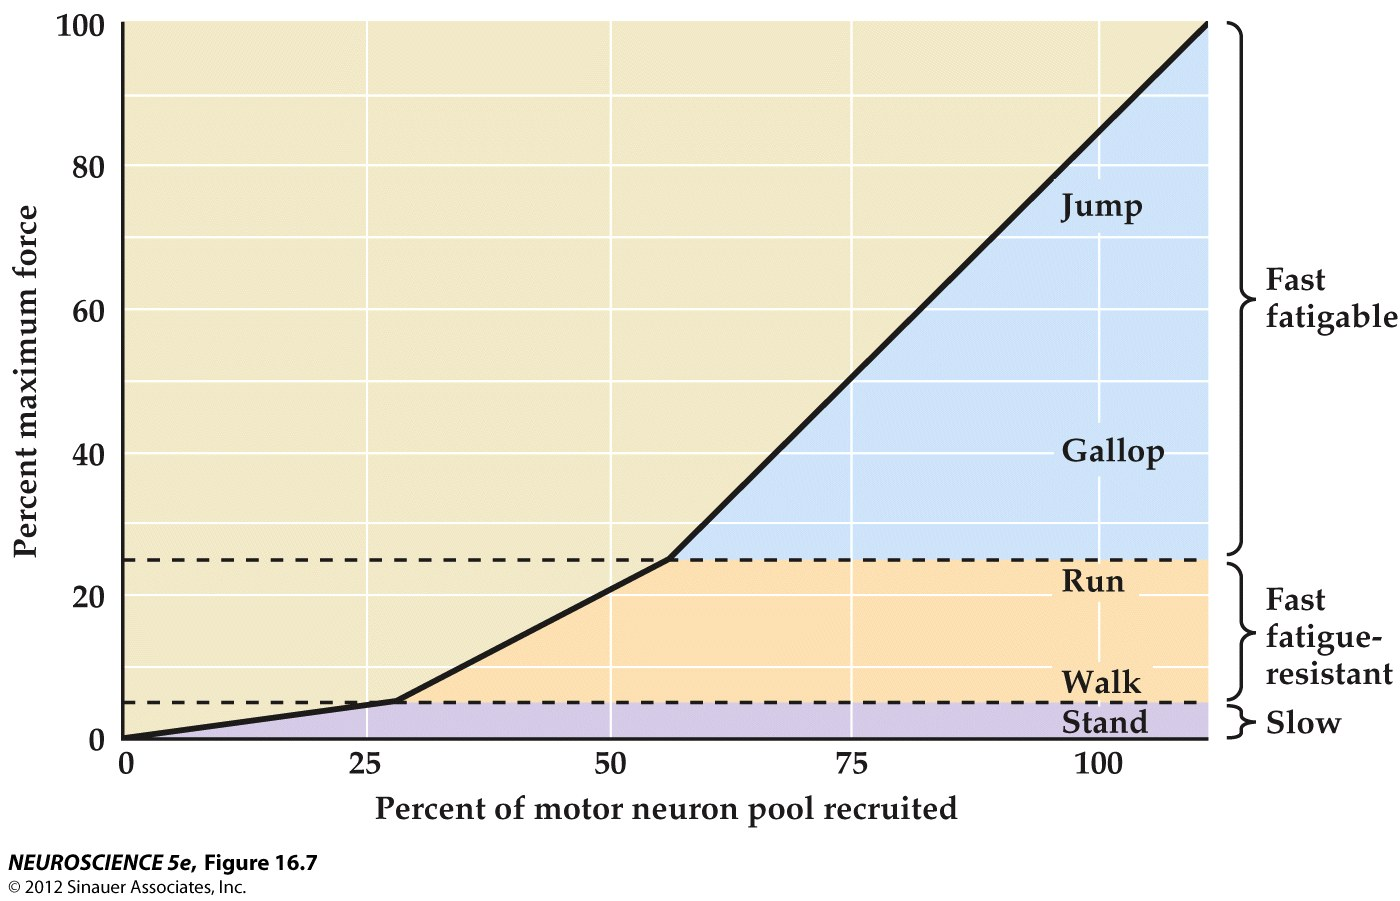 100
80
60
40
20
0
Percent maximum force
Jump
Gallop
Run
Walk
Stand
Fast
fatigable
Fast
fatigue-
resistant
Slow
0 25 50 75 100
Percent of motor neuron pool recruited
NEUROSCIENCE 5e, Figure 16.7
© 2012 Sinauer Associates, Inc.